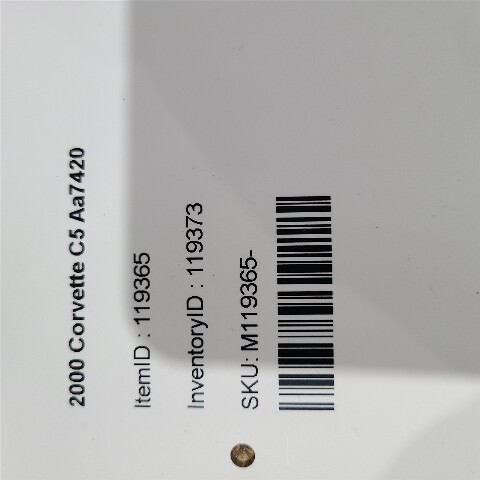 2000 Corvette C5 Aa7420
ItemID : 119365
InventoryID : 119373
SKU: M119365-